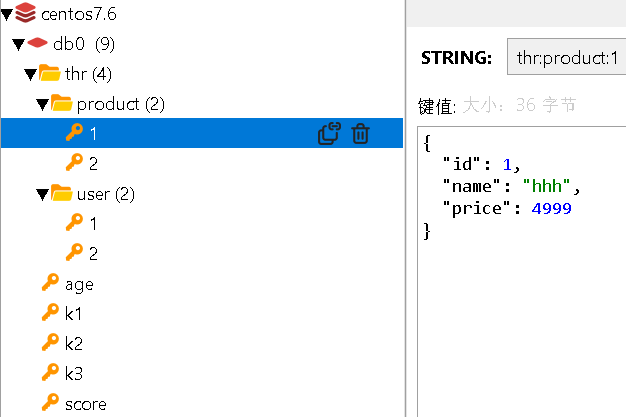 centos7.6
db0 (9)
thr (4)
product (2)
1
2
user (2)
1
2
age
k1
k2
k3
score
STRING: thr:product:1
键值: 大小: 36 字节
{
"id": 1,
"name": "hhh",
"price": 4999
}